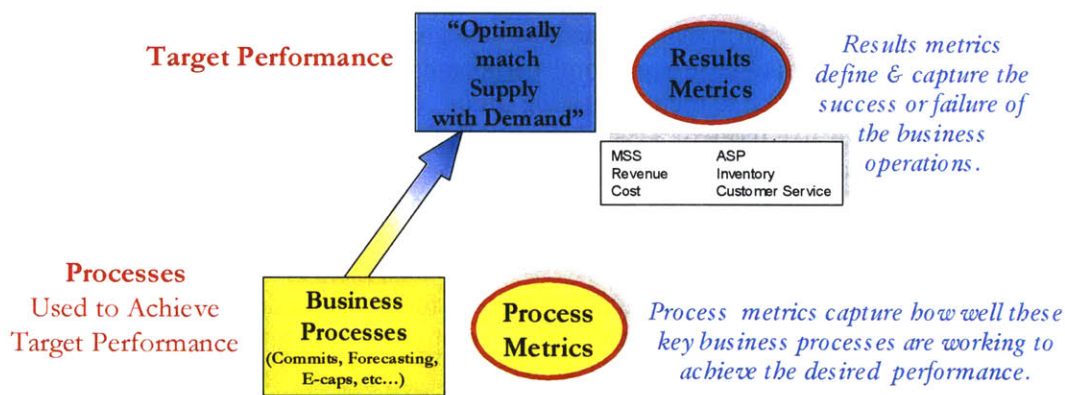 Target Performance
“Optimally
match
Supply
with Demand”
Results
Metrics
Results metrics
define & capture the
success or failure of
the business
operations.
MSS ASP
Revenue Inventory
Cost Customer Service
Processes
Used to Achieve
Target Performance
Business
Processes
(Commits, Forecasting,
E-caps, etc...)
Process
Metrics
Process metrics capture how well these
key business processes are working to
achieve the desired performance.